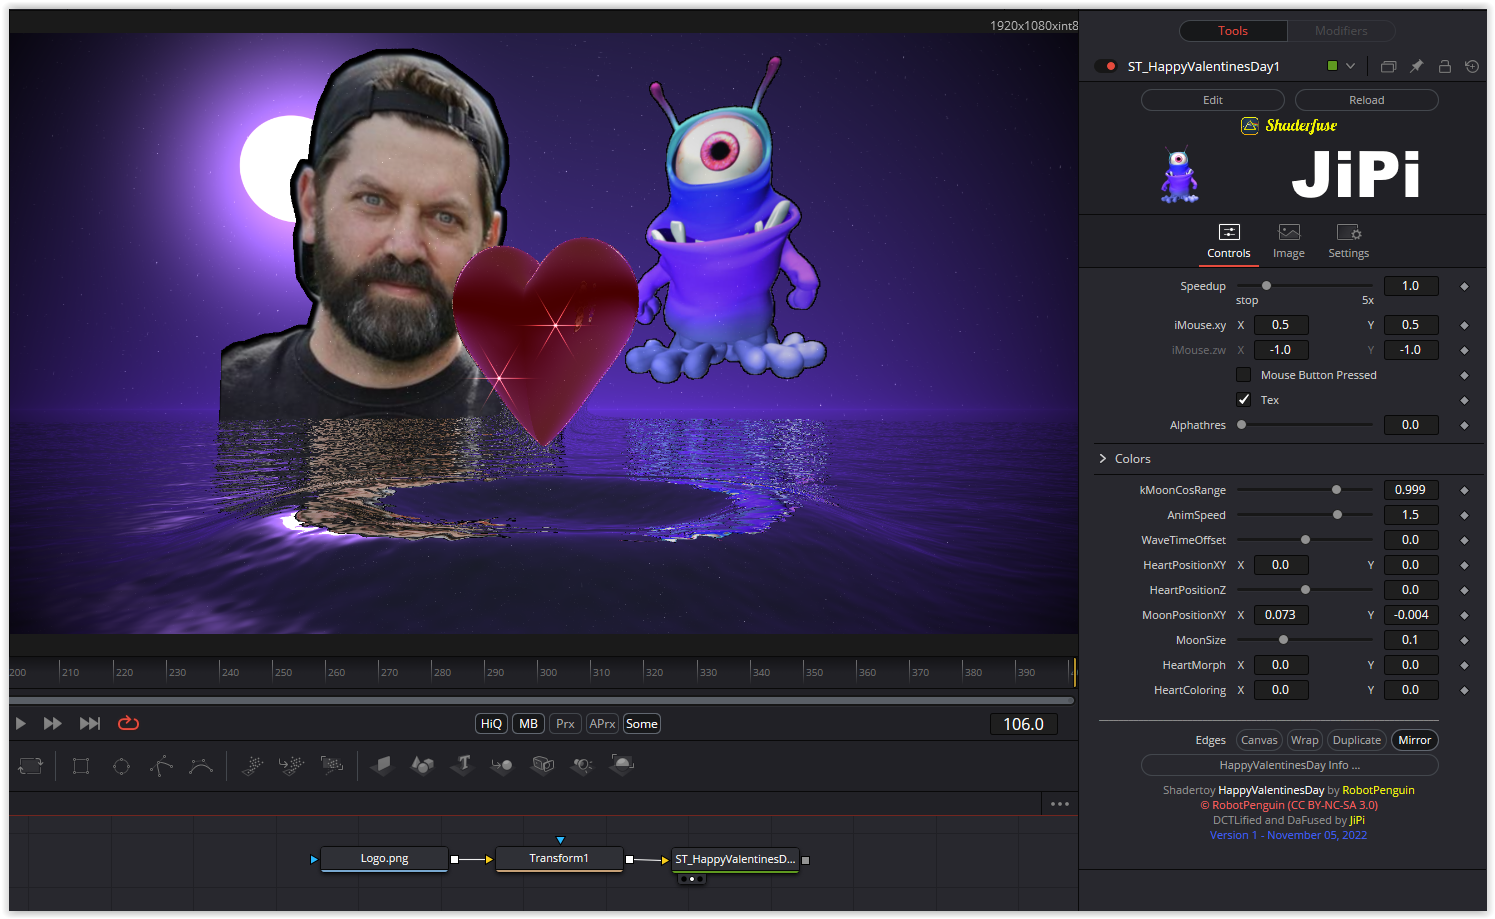 1920x1080xint8
Tools
Modifiers
ST_HappyValentinesDay1
Edit
Reload
Shaderfuse
JiPi
Controls
Image
Settings
Speedup
1.0
stop
5x
iMouse.xy X 0.5 Y 0.5
iMouse.zw X -1.0 Y -1.0
Mouse Button Pressed
Tex
Alphathres 0.0
Colors
kMoonCosRange 0.999
AnimSpeed 1.5
WaveTimeOffset 0.0
HeartPositionXY X 0.0 Y 0.0
HeartPositionZ 0.0
MoonPositionXY X 0.073 Y -0.004
MoonSize 0.1
HeartMorph X 0.0 Y 0.0
HeartColoring X 0.0 Y 0.0
Edges Canvas Wrap Duplicate Mirror
HappyValentinesDay Info ...
Shadertoy HappyValentinesDay by RobotPenguin
© RobotPenguin (CC BY-NC-SA 3.0)
DCTLified and DaFused by JiPi
Version 1 - November 05, 2022
200 210 220 230 240 250 260 270 280 290 300 310 320 330 340 350 360 370 380 390
HiQ MB Prx APrx Some
106.0
Logo.png
Transform1
ST_HappyValentinesD...